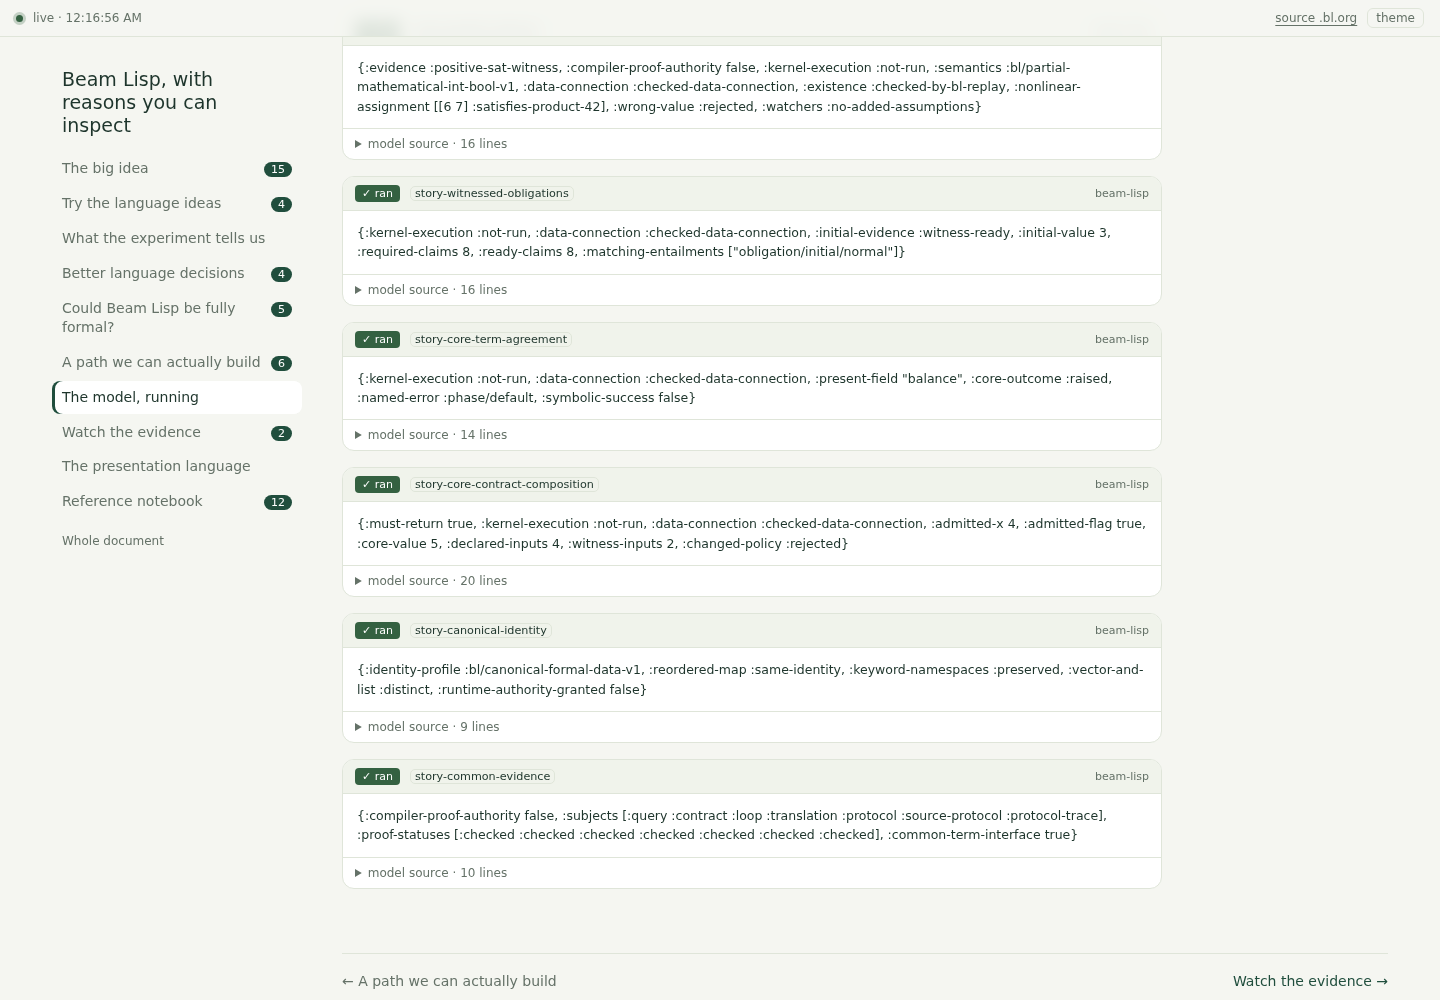 live · 12:16:56 AM
source .bl.org
theme
Beam Lisp, with
reasons you can
inspect
The big idea 15
Try the language ideas 4
What the experiment tells us
Better language decisions 4
Could Beam Lisp be fully 5
formal?
A path we can actually build 6
The model, running
Watch the evidence 2
The presentation language
Reference notebook 12
Whole document
{:evidence :positive-sat-witness, :compiler-proof-authority false, :kernel-execution :not-run, :semantics :bl/partial-
mathematical-int-bool-v1, :data-connection :checked-data-connection, :existence :checked-by-bl-replay, :nonlinear-
assignment [[6 7] :satisfies-product-42], :wrong-value :rejected, :watchers :no-added-assumptions}
▶ model source · 16 lines
✓ ran story-witnessed-obligations beam-lisp
{:kernel-execution :not-run, :data-connection :checked-data-connection, :initial-evidence :witness-ready, :initial-value 3,
:required-claims 8, :ready-claims 8, :matching-entailments ["obligation/initial/normal"]}
▶ model source · 16 lines
✓ ran story-core-term-agreement beam-lisp
{:kernel-execution :not-run, :data-connection :checked-data-connection, :present-field "balance", :core-outcome :raised,
:named-error :phase/default, :symbolic-success false}
▶ model source · 14 lines
✓ ran story-core-contract-composition beam-lisp
{:must-return true, :kernel-execution :not-run, :data-connection :checked-data-connection, :admitted-x 4, :admitted-flag true,
:core-value 5, :declared-inputs 4, :witness-inputs 2, :changed-policy :rejected}
▶ model source · 20 lines
✓ ran story-canonical-identity beam-lisp
{:identity-profile :bl/canonical-formal-data-v1, :reordered-map :same-identity, :keyword-namespaces :preserved, :vector-and-
list :distinct, :runtime-authority-granted false}
▶ model source · 9 lines
✓ ran story-common-evidence beam-lisp
{:compiler-proof-authority false, :subjects [:query :contract :loop :translation :protocol :source-protocol :protocol-trace],
:proof-statuses [:checked :checked :checked :checked :checked :checked :checked], :common-term-interface true}
▶ model source · 10 lines
← A path we can actually build
Watch the evidence →